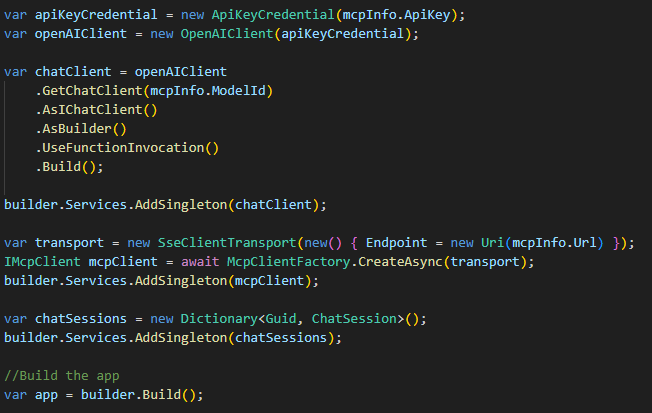 var apiKeyCredential = new ApiKeyCredential(mcpInfo.ApiKey);
var openAIClient = new OpenAIClient(apiKeyCredential);

var chatClient = openAIClient
    .GetChatClient(mcpInfo.ModelId)
    .AsIChatClient()
    .AsBuilder()
    .UseFunctionInvocation()
    .Build();

builder.Services.AddSingleton(chatClient);

var transport = new SseClientTransport(new() { Endpoint = new Uri(mcpInfo.Url) });
IMcpClient mcpClient = await McpClientFactory.CreateAsync(transport);
builder.Services.AddSingleton(mcpClient);

var chatSessions = new Dictionary<Guid, ChatSession>();
builder.Services.AddSingleton(chatSessions);

//Build the app
var app = builder.Build();